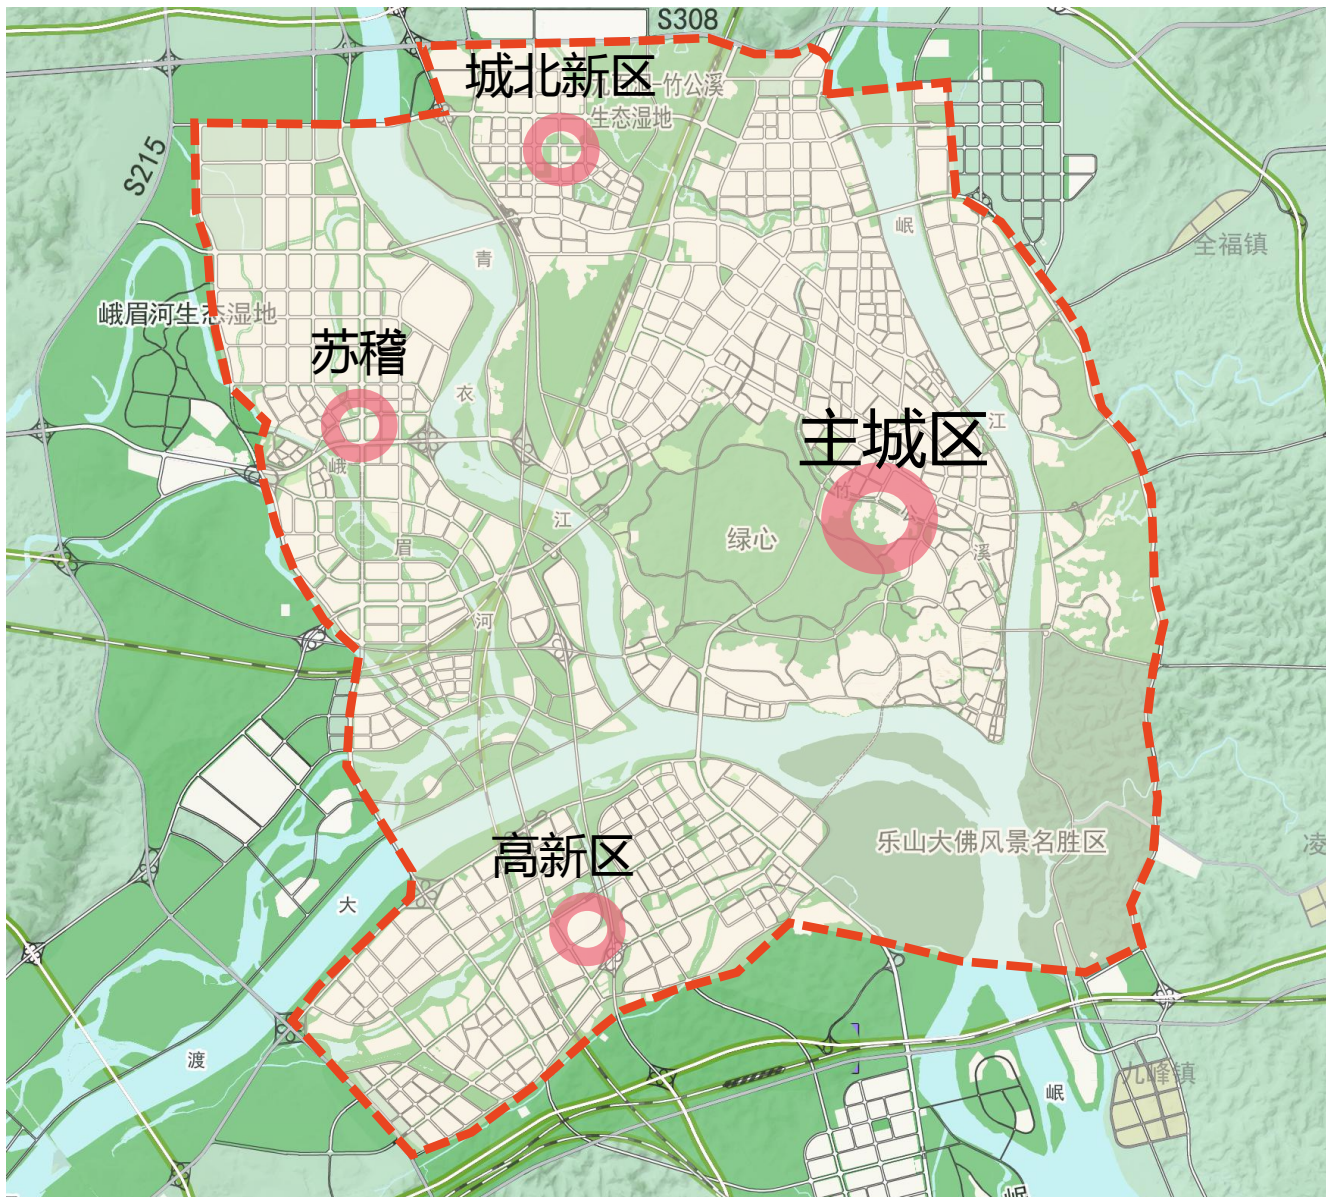 S308
城北新区
竹公溪
生态湿地
S215
岷
全福镇
青
峨眉河生态湿地
苏稽
衣
江
主城区
峨
竹
公
江
绿心
溪
眉
河
高新区
乐山大佛风景名胜区
凌
大
渡
九峰镇
岷
岷